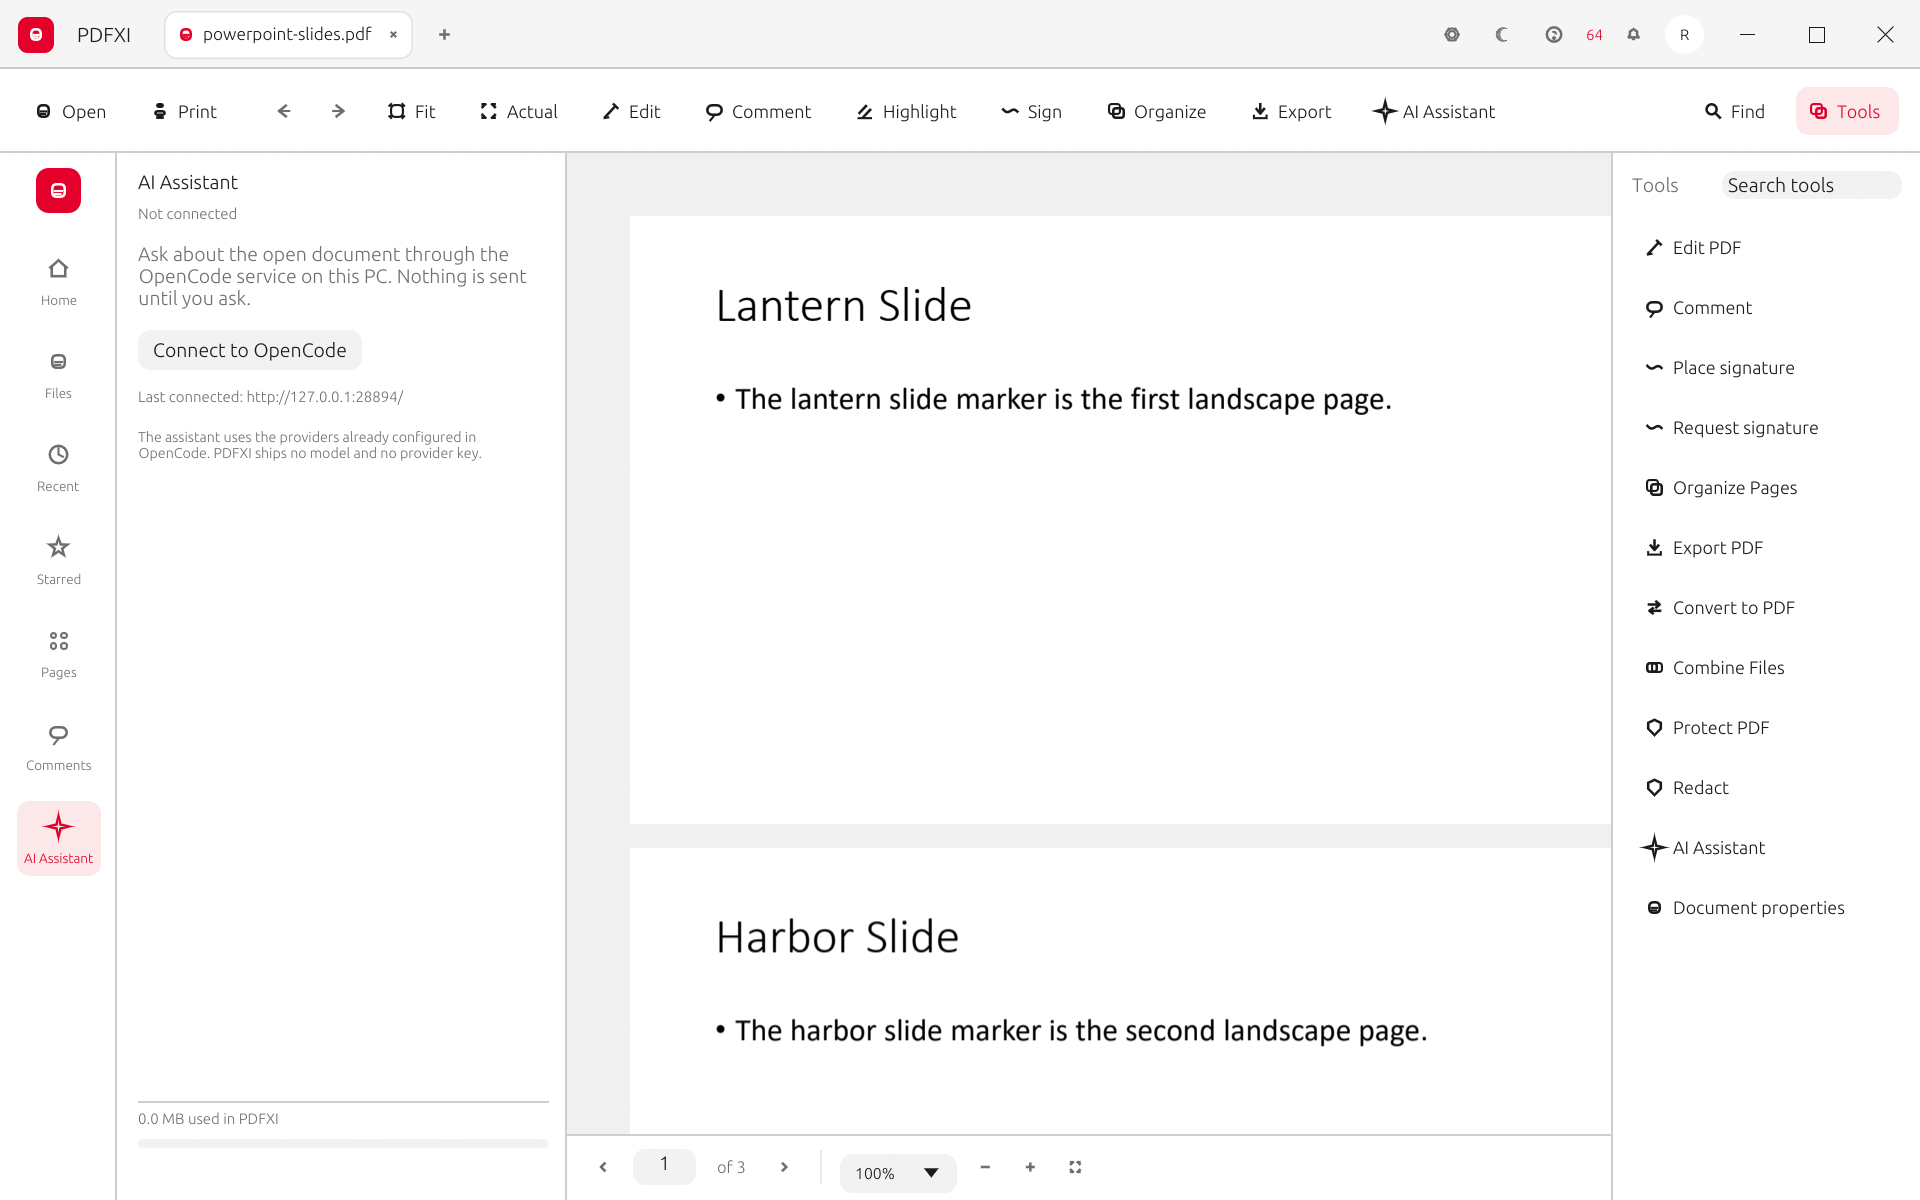 PDFXI
powerpoint-slides.pdf
64
R
Open
Print
Fit
Actual
Edit
Comment
Highlight
Sign
Organize
Export
AI Assistant
Find
Tools
Home
Files
Recent
Starred
Pages
Comments
AI Assistant
AI Assistant
Not connected
Ask about the open document through the
OpenCode service on this PC. Nothing is sent
until you ask.
Connect to OpenCode
Last connected: http://127.0.0.1:28894/
The assistant uses the providers already configured in
OpenCode. PDFXI ships no model and no provider key.
0.0 MB used in PDFXI
Lantern Slide
• The lantern slide marker is the first landscape page.
Harbor Slide
• The harbor slide marker is the second landscape page.
1 of 3
100%
Tools
Search tools
Edit PDF
Comment
Place signature
Request signature
Organize Pages
Export PDF
Convert to PDF
Combine Files
Protect PDF
Redact
AI Assistant
Document properties